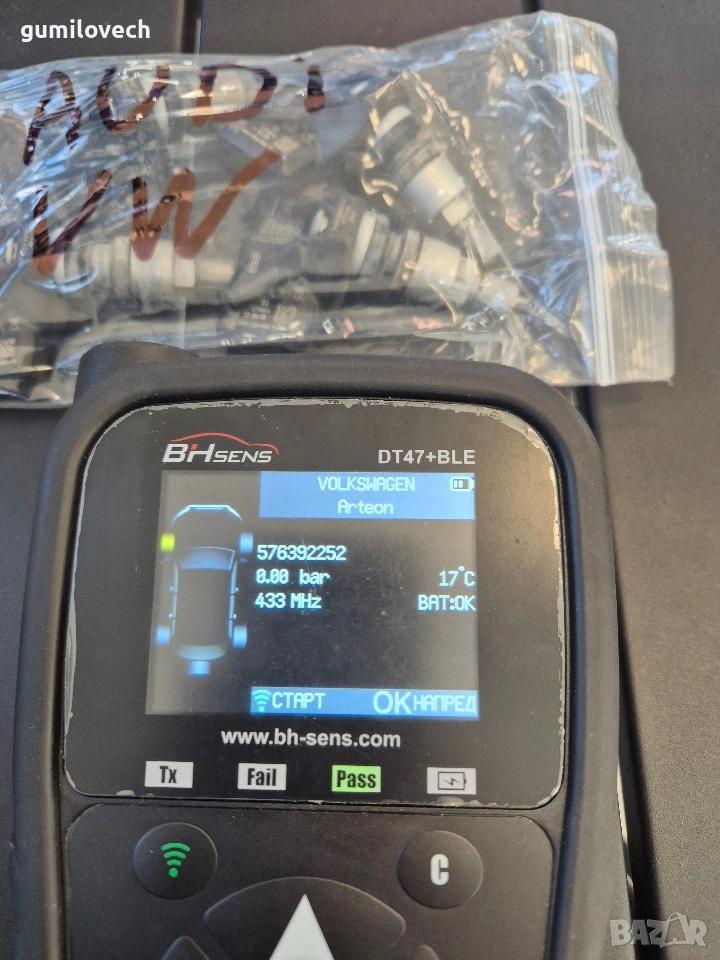 gumilovech
AUDI
VW
BHSENS
DT47+BLE
VOLKSWAGEN
Arteon
576392252
0.00 bar
17°C
433 MHz
BAT:OK
СТАРТ
OK НАПРЕД
www.bh-sens.com
Tx
Fail
Pass
C
BAZAR